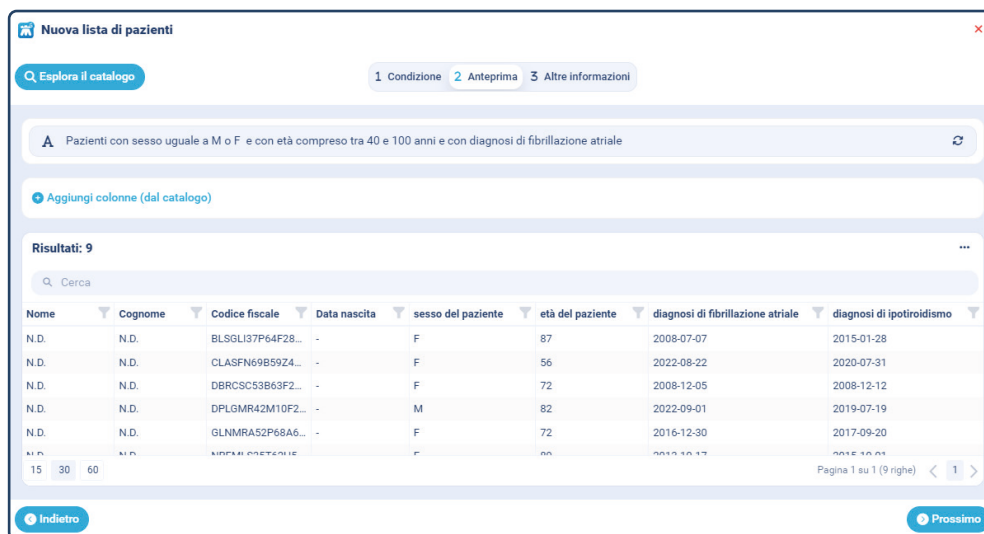 Nuova lista di pazienti
Esplora il catalogo
1 Condizione 2 Anteprima 3 Altre informazioni
A Pazienti con sesso uguale a M o F e con età compreso tra 40 e 100 anni e con diagnosi di fibrillazione atriale
Aggiungi colonne (dal catalogo)
Risultati: 9
Cerca
Nome Cognome Codice fiscale Data nascita sesso del paziente età del paziente diagnosi di fibrillazione atriale diagnosi di ipotiroidismo
N.D. N.D. BLSGLI37P64F28... - F 87 2008-07-07 2015-01-28
N.D. N.D. CLASFN69B59Z4... - F 56 2022-08-22 2020-07-31
N.D. N.D. DBRCSC53B63F2... - F 72 2008-12-05 2008-12-12
N.D. N.D. DPLGMR42M10F2... - M 82 2022-09-01 2019-07-19
N.D. N.D. GLNMRA52P68A6... - F 72 2016-12-30 2017-09-20
N.D. N.D.
15 30 60 Pagina 1 su 1 (9 righe) 1
Indietro Prossimo